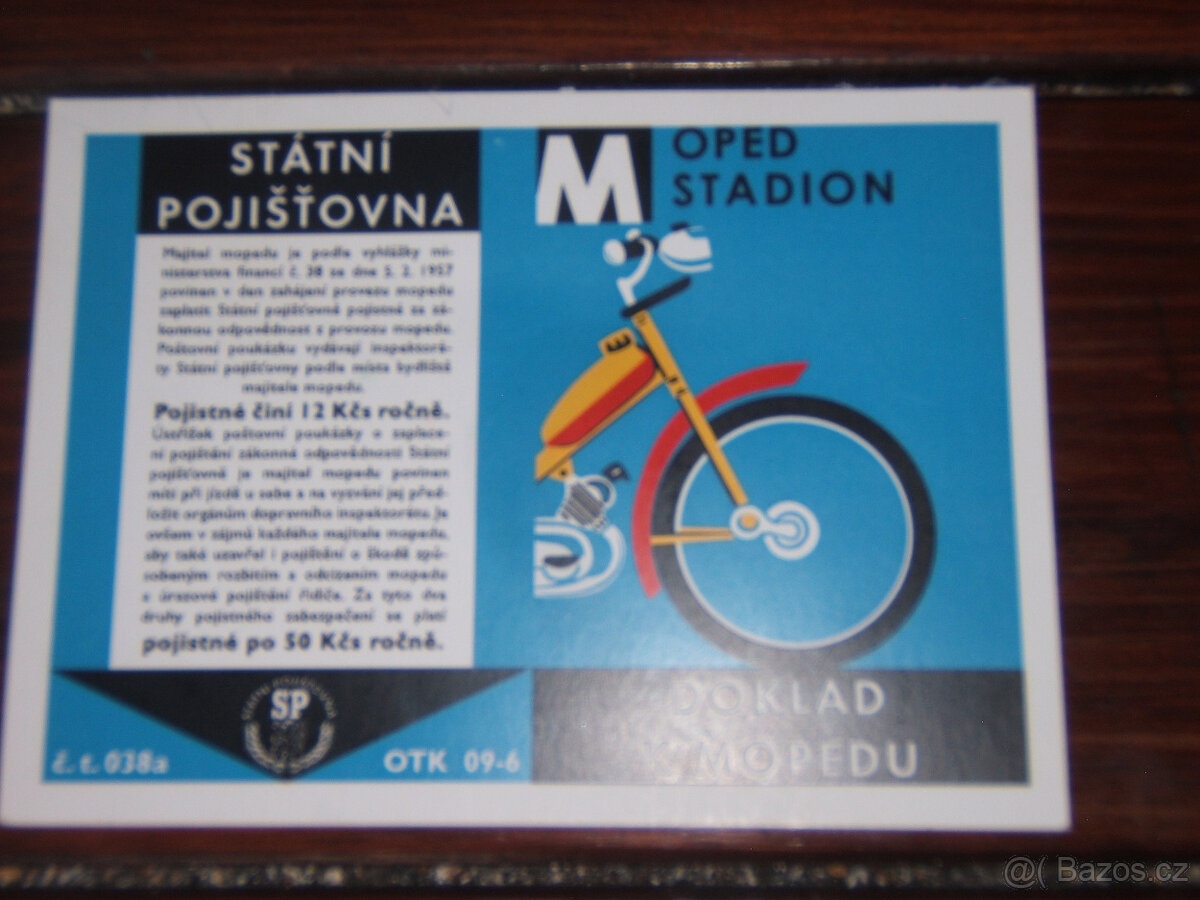 STÁTNÍ
POJIŠŤOVNA
Majitel mopedu je podle vyhlášky mi-
nisterstva financí č. 38 ze dne 5. 2. 1957
povinen v den zahájení provozu mopedu
zaplatit Státní pojišťovně pojistné za zá-
konnou odpovědnost z provozu mopedu.
Poštovní poukázku vydávají inspektorá-
ty Státní pojišťovny podle místa bydliště
majitele mopedu.
Pojistné činí 12 Kčs ročně.
Ústřižek poštovní poukázky o zaplace-
ní pojištění zákonné odpovědnosti Státní
pojišťovně je majitel mopedu povinen
míti při jízdě u sebe a na vyzvání jej před-
ložit orgánům dopravního inspektorátu. Je
ovšem v zájmu každého majitele mopedu,
aby také uzavřel i pojištění o škodě způ-
sobeným rozbitím a odcizením mopedu
a úrazové pojištění řidiče. Za tyto dva
druhy pojistného zabezpečení se platí
pojistné po 50 Kčs ročně.
STÁTNÍ POJIŠŤOVNA
SP
č. t. 038a
OTK 09-6
MOPED
STADION
DOKLAD
K MOPEDU
@( Bazos.cz